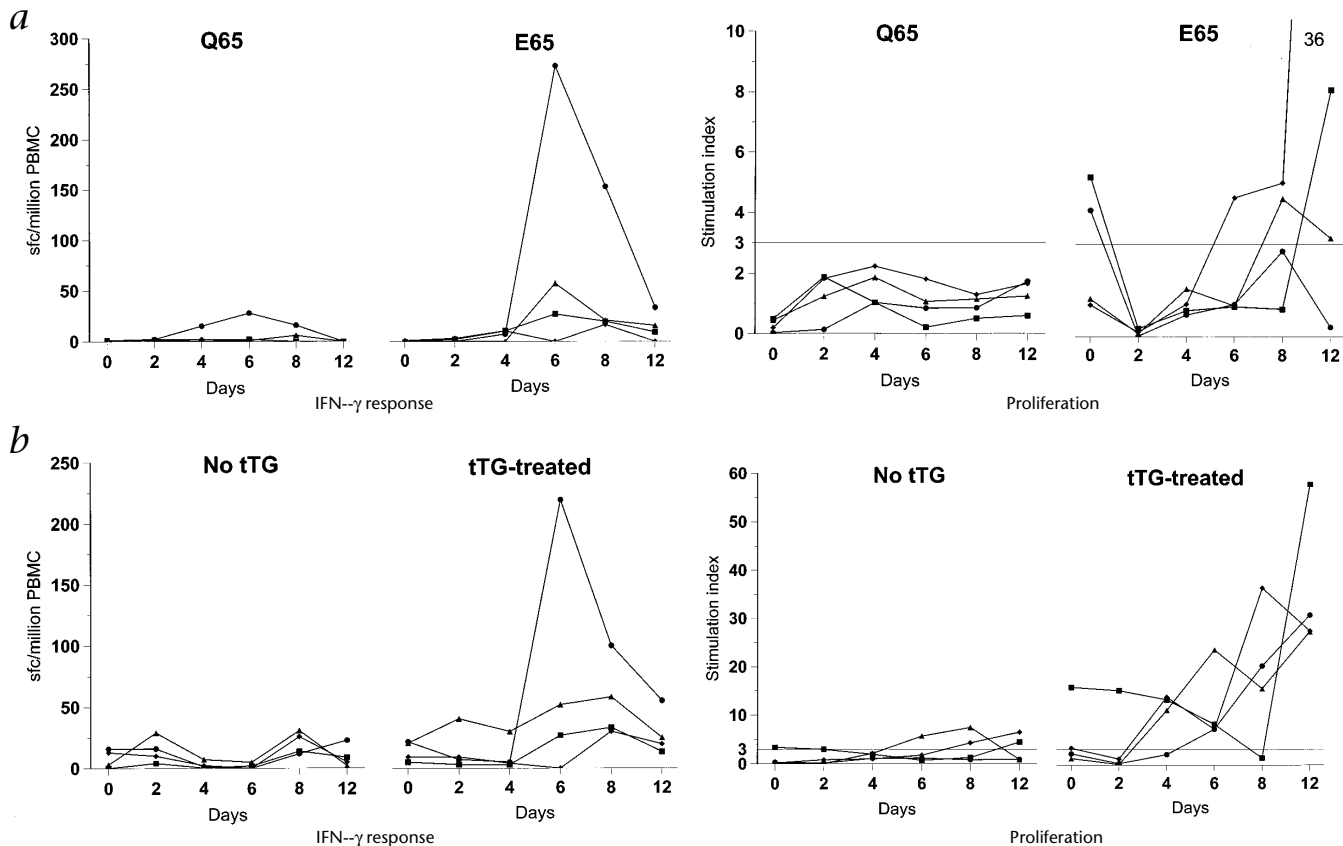 a
Q65
E65
300
250
200
150
100
50
0
sfc/million PBMC
0 2 4 6 8 12
0 2 4 6 8 12
Days
Days
IFN--γ response
Q65
E65
36
10
8
6
4
3
2
0
Stimulation index
0 2 4 6 8 12
0 2 4 6 8 12
Days
Days
Proliferation
b
No tTG
tTG-treated
250
200
150
100
50
0
sfc/million PBMC
0 2 4 6 8 12
0 2 4 6 8 12
Days
Days
IFN--γ response
No tTG
tTG-treated
60
50
40
30
20
10
3
0
Stimulation index
0 2 4 6 8 12
0 2 4 6 8 12
Days
Days
Proliferation